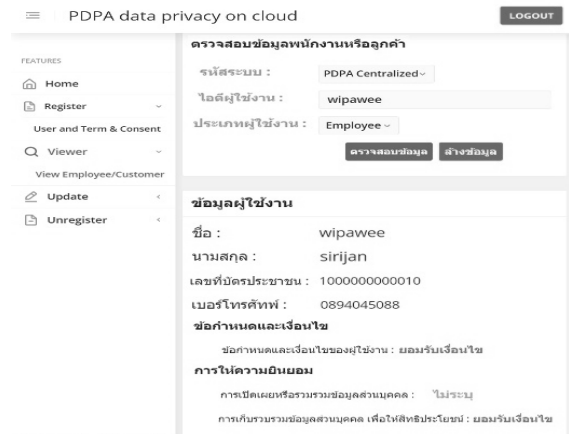 PDPA data privacy on cloud
LOGOUT
FEATURES
Home
Register
User and Term & Consent
Viewer
View Employee/Customer
Update
Unregister
ตรวจสอบข้อมูลพนักงานหรือลูกค้า
รหัสระบบ : PDPA Centralized
ไอดีผู้ใช้งาน : wipawee
ประเภทผู้ใช้งาน : Employee
ตรวจสอบข้อมูล ล้างข้อมูล
ข้อมูลผู้ใช้งาน
ชื่อ : wipawee
นามสกุล : sirijan
เลขที่บัตรประชาชน : 1000000000010
เบอร์โทรศัทพ์ : 0894045088
ข้อกำหนดและเงื่อนไข
ข้อกำหนดและเงื่อนไขของผู้ใช้งาน : ยอมรับเงื่อนไข
การให้ความยินยอม
การเปิดเผยหรือรวมรวมข้อมูลส่วนบุคคล : ไม่ระบุ
การเก็บรวบรวมข้อมูลส่วนบุคคล เพื่อให้สิทธิประโยชน์ : ยอมรับเงื่อนไข